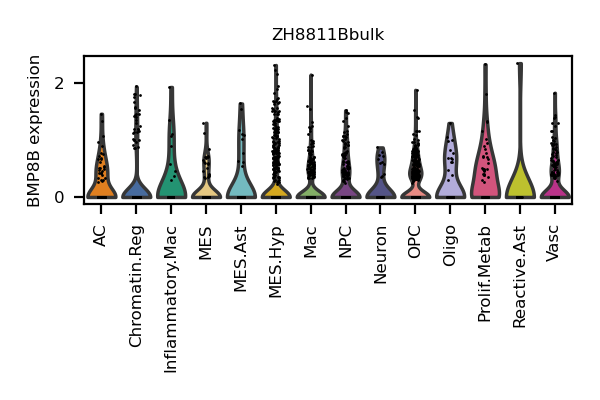 ZH8811Bbulk
BMP8B expression
2
0
AC
Chromatin.Reg
Inflammatory.Mac
MES
MES.Ast
MES.Hyp
Mac
NPC
Neuron
OPC
Oligo
Prolif.Metab
Reactive.Ast
Vasc